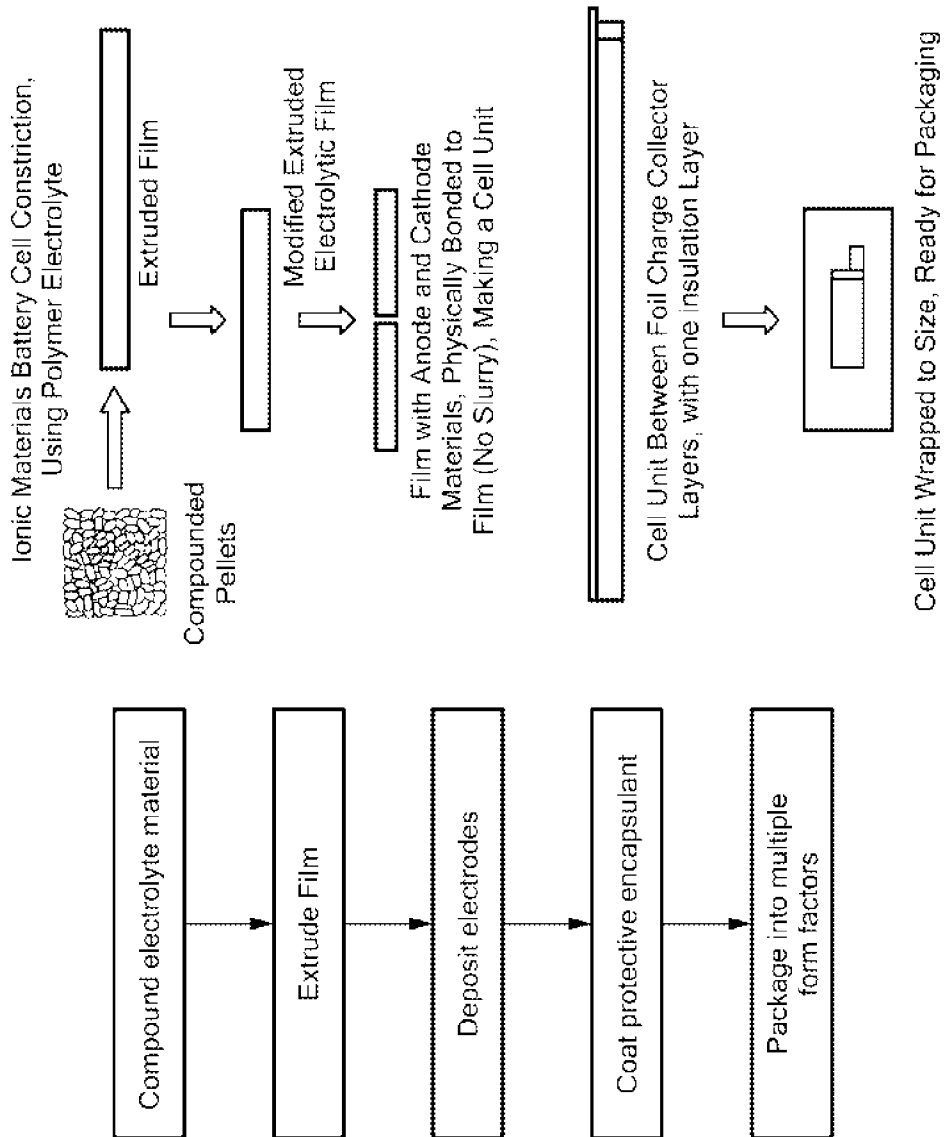 Compound electrolyte material
Extrude Film
Deposit electrodes
Coat protective encapsulant
Package into multiple
form factors
Ionic Materials Battery Cell Constriction,
Using Polymer Electrolyte
Compounded
Pellets
Extruded Film
Modified Extruded
Electrolytic Film
Film with Anode and Cathode
Materials, Physically Bonded to
Film (No Slurry), Making a Cell Unit
Cell Unit Between Foil Charge Collector
Layers, with one insulation Layer
Cell Unit Wrapped to Size, Ready for Packaging